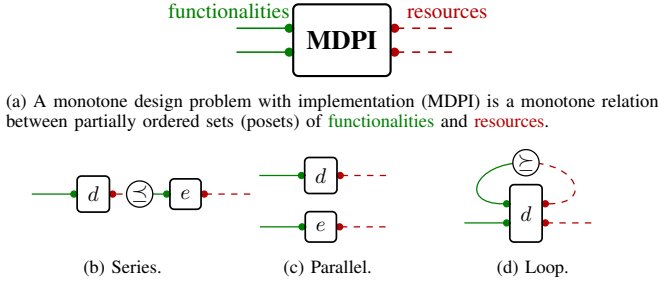 functionalities resources
MDPI
(a) A monotone design problem with implementation (MDPI) is a monotone relation
between partially ordered sets (posets) of functionalities and resources.
d ⪯ e
d
e
⪰
d
(b) Series. (c) Parallel. (d) Loop.